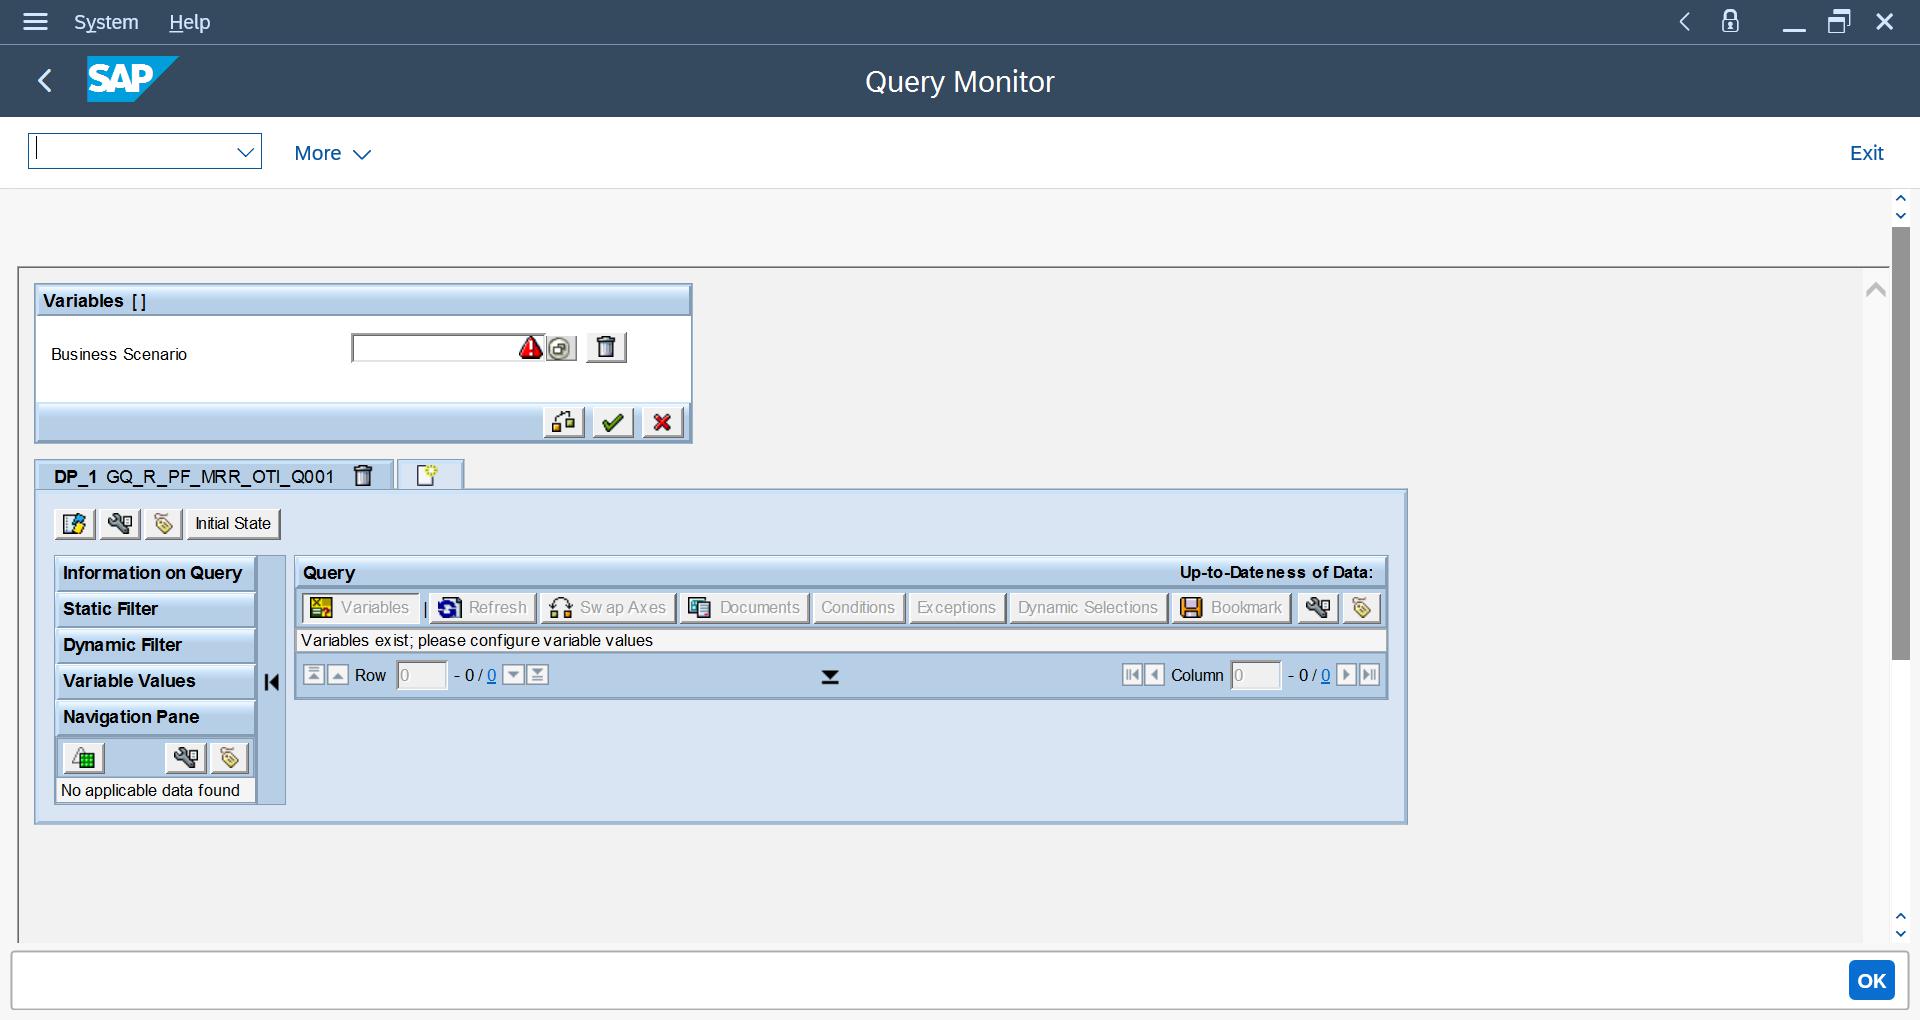 System Help
SAP
Query Monitor
More
Exit
Variables [ ]
Business Scenario
DP_1 GQ_R_PF_MRR_OTI_Q001
Initial State
Information on Query
Static Filter
Dynamic Filter
Variable Values
Navigation Pane
No applicable data found
Query Up-to-Dateness of Data:
Variables | Refresh Swap Axes Documents Conditions Exceptions Dynamic Selections Bookmark
Variables exist; please configure variable values
Row 0 - 0 / 0 Column 0 - 0 / 0
OK